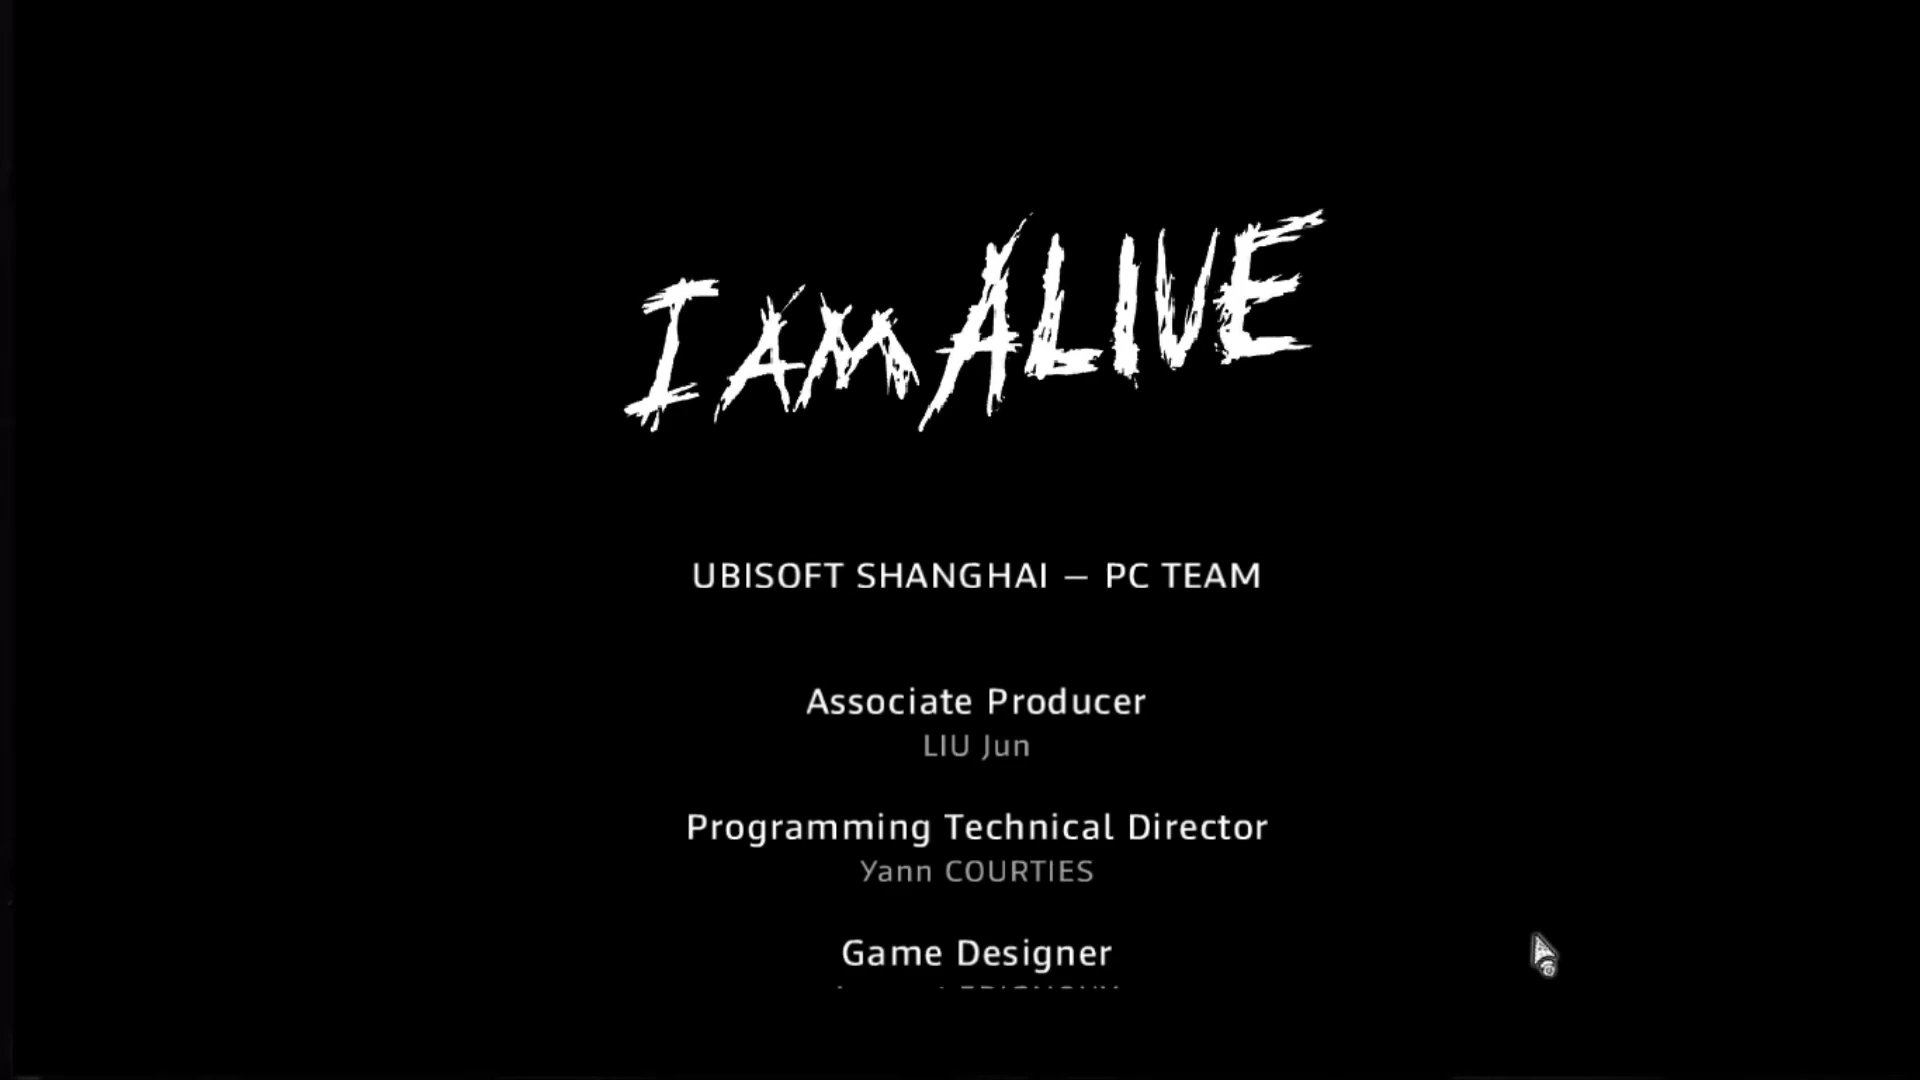 I AM ALIVE
UBISOFT SHANGHAI – PC TEAM
Associate Producer
LIU Jun
Programming Technical Director
Yann COURTIES
Game Designer